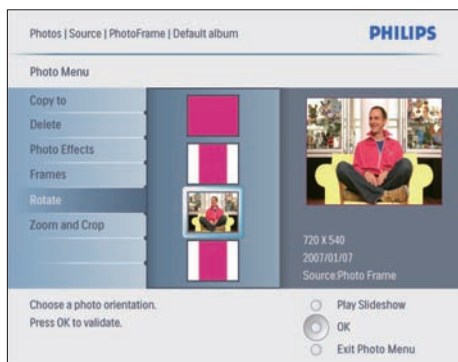 Photos | Source | PhotoFrame | Default album
PHILIPS
Photo Menu
Copy to
Delete
Photo Effects
Frames
Rotate
Zoom and Crop
720 X 540
2007/01/07
Source:Photo Frame
Choose a photo orientation.
Press OK to validate.
Play Slideshow
OK
Exit Photo Menu